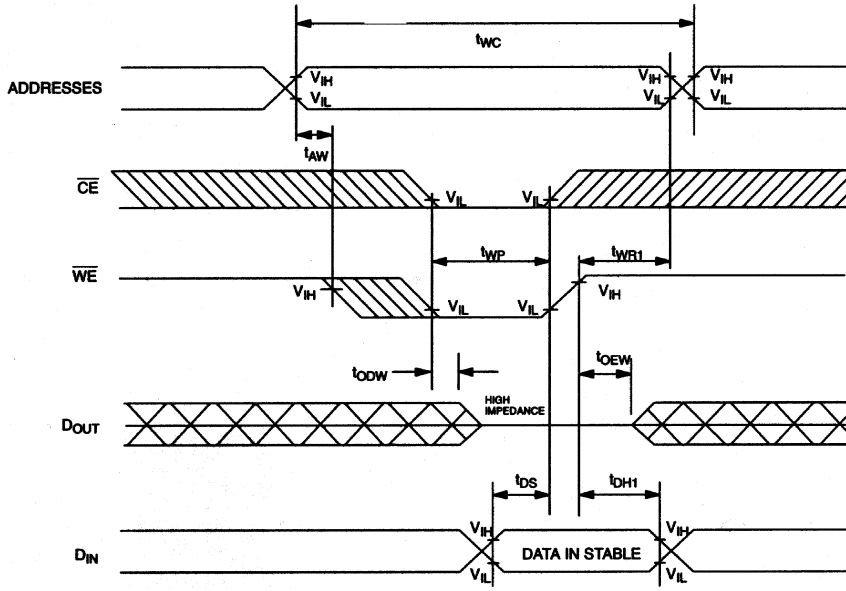 tWC
ADDRESSES VIH VIH VIH
VIL VIL VIL
tAW
CE VIL VIL
tWP tWR1
WE VIH VIL VIL VIH
tODW tOEW
HIGH
IMPEDANCE
DOUT
tDS tDH1
VIH VIH
DIN DATA IN STABLE
VIL VIL